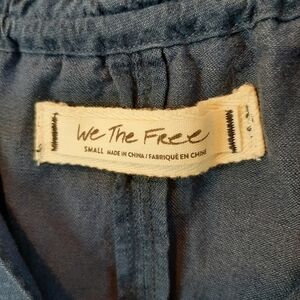 We The Free
SMALL MADE IN CHINA / FABRIQUÉ EN CHINE